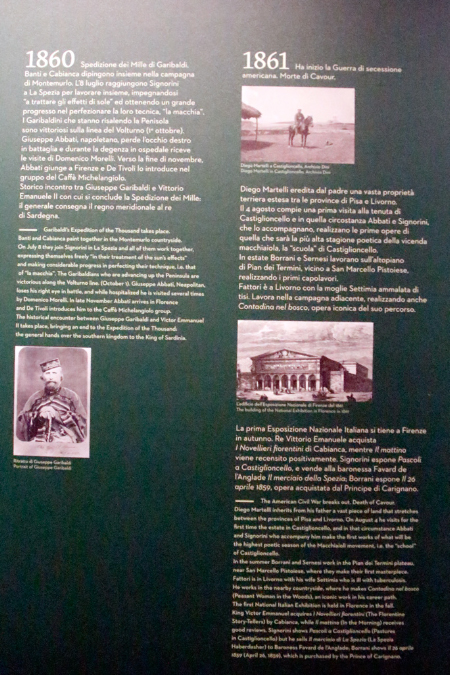 1860 Spedizione dei Mille di Garibaldi.
Banti e Cabianca dipingono insieme nella campagna
di Montemurlo. L'8 luglio raggiungono Signorini
a La Spezia per lavorare insieme, impegnandosi
"a trattare gli effetti di sole" ed ottenendo un grande
progresso nel perfezionare la loro tecnica, "la macchia".
I Garibaldini che stanno risalendo la Penisola
sono vittoriosi sulla linea del Volturno (1° ottobre).
Giuseppe Abbati, napoletano, perde l'occhio destro
in battaglia e durante la degenza in ospedale riceve
le visite di Domenico Morelli. Verso la fine di novembre,
Abbati giunge a Firenze e De Tivoli lo introduce nel
gruppo del Caffè Michelangiolo.
Storico incontro tra Giuseppe Garibaldi e Vittorio
Emanuele II con cui si conclude la Spedizione dei Mille:
il generale consegna il regno meridionale al re
di Sardegna.
Garibaldi's Expedition of the Thousand takes place.
Banti and Cabianca paint together in the Montemurlo countryside.
On July 8 they join Signorini in La Spezia and all of them work together,
expressing themselves freely "in their treatment of the sun's effects"
and making considerable progress in perfecting their technique, i.e. that
of "la macchia". The Garibaldians who are advancing up the Peninsula are
victorious along the Volturno line. (October 1). Giuseppe Abbati, Neapolitan,
loses his right eye in battle, and while hospitalized he is visited several times
by Domenico Morelli. In late November Abbati arrives in Florence
and De Tivoli introduces him to the Caffè Michelangiolo group.
The historical encounter between Giuseppe Garibaldi and Victor Emmanuel
II takes place, bringing an end to the Expedition of the Thousand:
the general hands over the southern kingdom to the King of Sardinia.
Ritratto di Giuseppe Garibaldi
Portrait of Giuseppe Garibaldi
1861 Ha inizio la Guerra di secessione
americana. Morte di Cavour.
Diego Martelli a Castiglioncello, Archivio Dini
Diego Martelli in Castiglioncello, Archivio Dini
Diego Martelli eredita dal padre una vasta proprietà
terriera estesa tra le province di Pisa e Livorno.
Il 4 agosto compie una prima visita alla tenuta di
Castiglioncello e in quella circostanza Abbati e Signorini,
che lo accompagnano, realizzano le prime opere di
quella che sarà la più alta stagione poetica della vicenda
macchiaiola, la "scuola" di Castiglioncello.
In estate Borrani e Sernesi lavorano sull'altopiano
di Pian dei Termini, vicino a San Marcello Pistoiese,
realizzando i primi capolavori.
Fattori è a Livorno con la moglie Settimia ammalata di
tisi. Lavora nella campagna adiacente, realizzando anche
Contadina nel bosco, opera iconica del suo percorso.
L'edificio dell'Esposizione Nazionale di Firenze del 1861
The building of the National Exhibition in Florence in 1861
La prima Esposizione Nazionale Italiana si tiene a Firenze
in autunno. Re Vittorio Emanuele acquista
I Novellieri fiorentini di Cabianca, mentre Il mattino
viene recensito positivamente. Signorini espone Pascoli
a Castiglioncello, e vende alla baronessa Favard de
l'Anglade Il merciaio della Spezia; Borrani espone Il 26
aprile 1859, opera acquistata dal Principe di Carignano.
The American Civil War breaks out. Death of Cavour.
Diego Martelli inherits from his father a vast piece of land that stretches
between the provinces of Pisa and Livorno. On August 4 he visits for the
first time the estate in Castiglioncello, and in that circumstance Abbati
and Signorini who accompany him make the first works of what will be
the highest poetic season of the Macchiaioli movement, i.e. the "school"
of Castiglioncello.
In the summer Borrani and Sernesi work in the Pian dei Termini plateau,
near San Marcello Pistoiese, where they make their first masterpiece.
Fattori is in Livorno with his wife Settimia who is ill with tuberculosis.
He works in the nearby countryside, where he makes Contadina nel bosco
(Peasant Woman in the Woods), an iconic work in his career path.
The first National Italian Exhibition is held in Florence in the fall.
King Victor Emmanuel acquires I Novellieri fiorentini (The Florentine
Story-Tellers) by Cabianca, while Il mattino (In the Morning) receives
good reviews. Signorini shows Pascoli a Castiglioncello (Pastures
in Castiglioncello) but he sells Il merciaio di La Spezia (La Spezia
Haberdasher) to Baroness Favard de l'Anglade, Borrani shows Il 26 aprile
1859 (April 26, 1859), which is purchased by the Prince of Carignano.